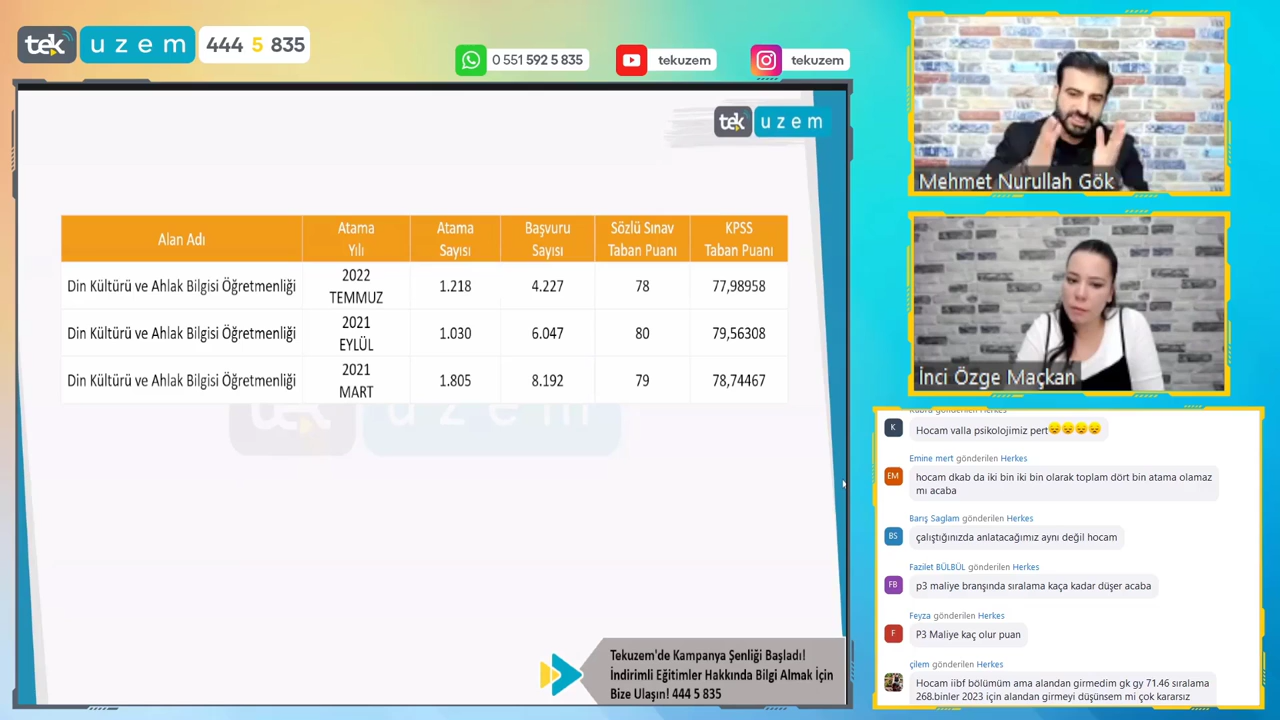 tek uzem 444 5 835
0 551 592 5 835
tekuzem
tekuzem
tek uzem
Alan Adı
Atama Yılı
Atama Sayısı
Başvuru Sayısı
Sözlü Sınav Taban Puanı
KPSS Taban Puanı
Din Kültürü ve Ahlak Bilgisi Öğretmenliği 2022 TEMMUZ 1.218 4.227 78 77,98958
Din Kültürü ve Ahlak Bilgisi Öğretmenliği 2021 EYLÜL 1.030 6.047 80 79,56308
Din Kültürü ve Ahlak Bilgisi Öğretmenliği 2021 MART 1.805 8.192 79 78,74467
Tekuzem'de Kampanya Şenliği Başladı!
İndirimli Eğitimler Hakkında Bilgi Almak İçin
Bize Ulaşın! 444 5 835
Mehmet Nurullah Gök
İnci Özge Maçkan
Kübra gönderilen Herkes
K
Hocam valla psikolojimiz pert😞😞😞😞
Emine mert gönderilen Herkes
EM
hocam dkab da iki bin iki bin olarak toplam dört bin atama olamaz
mı acaba
Barış Saglam gönderilen Herkes
BS
çalıştığınızda anlatacağımız aynı değil hocam
Fazilet BÜLBÜL gönderilen Herkes
FB
p3 maliye branşında sıralama kaça kadar düşer acaba
Feyza gönderilen Herkes
F
P3 Maliye kaç olur puan
çilem gönderilen Herkes
Hocam iibf bölümüm ama alandan girmedim gk gy 71.46 sıralama
268.binler 2023 için alandan girmeyi düşünsem mi çok kararsız